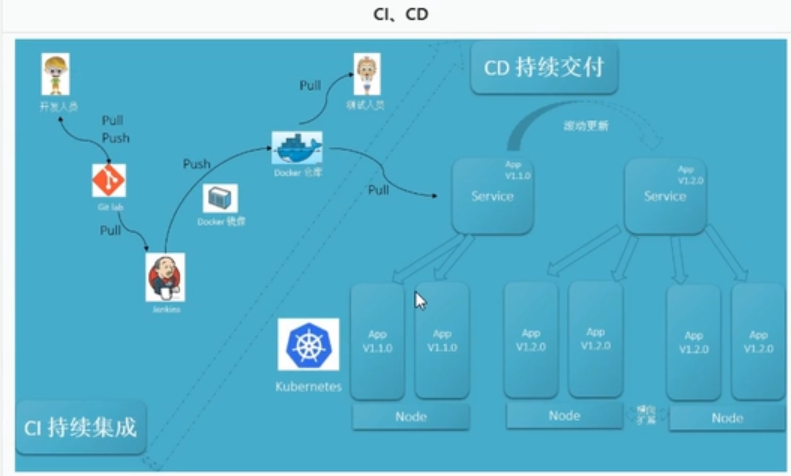 CI、CD
CD 持续交付
Pull
开发人员
测试人员
Pull
Push
滚动更新
Push
Docker 仓库
App
V1.1.0
Service
App
V1.2.0
Service
Pull
Git lab
Docker 镜像
Pull
Jenkins
App
V1.1.0
App
V1.1.0
App
V1.2.0
App
V1.2.0
App
V1.2.0
App
V1.2.0
Kubernetes
Node
Node
横向
扩展
Node
CI 持续集成